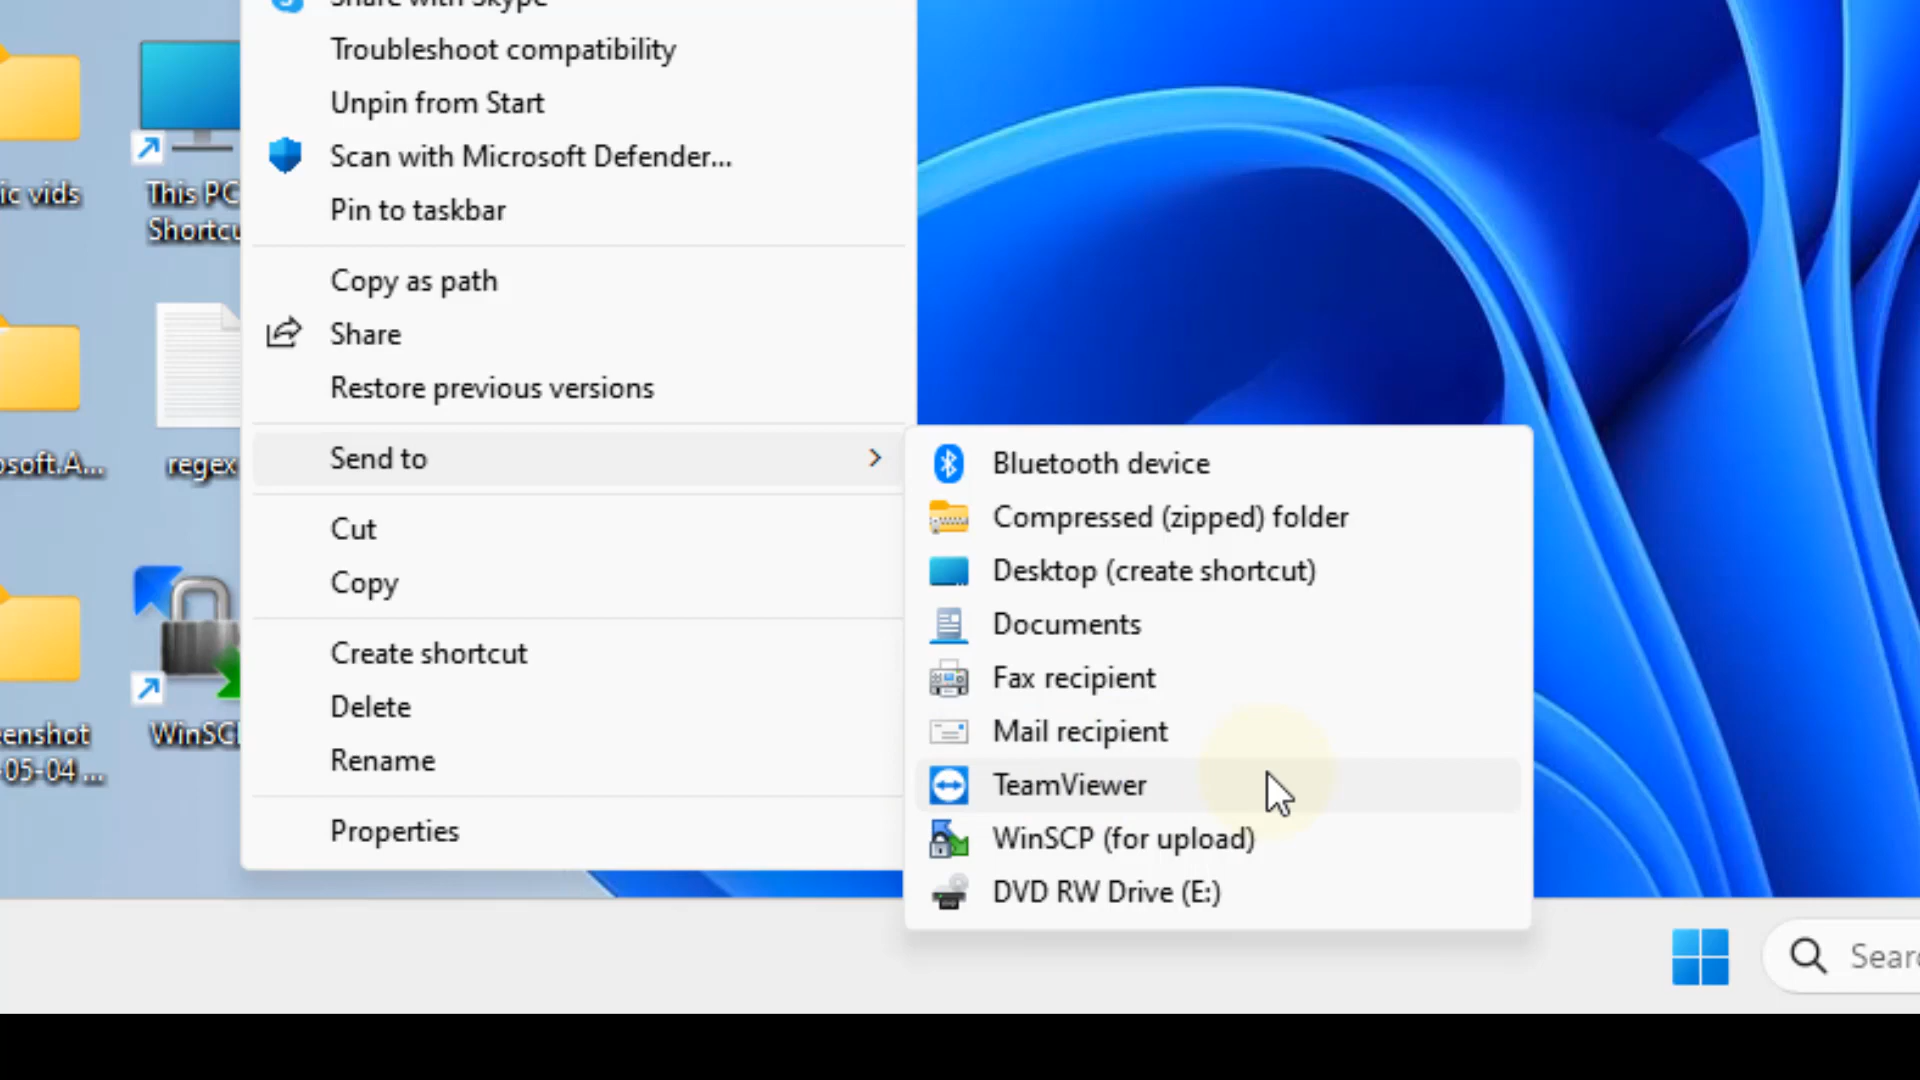 Share with Skype
Troubleshoot compatibility
Unpin from Start
Scan with Microsoft Defender...
Pin to taskbar
Copy as path
Share
Restore previous versions
Send to
Cut
Copy
Create shortcut
Delete
Rename
Properties
Bluetooth device
Compressed (zipped) folder
Desktop (create shortcut)
Documents
Fax recipient
Mail recipient
TeamViewer
WinSCP (for upload)
DVD RW Drive (E:)
ic vids
This PC
Shortcu
osoft.A...
regex
enshot
-05-04 ...
WinSC
Sear